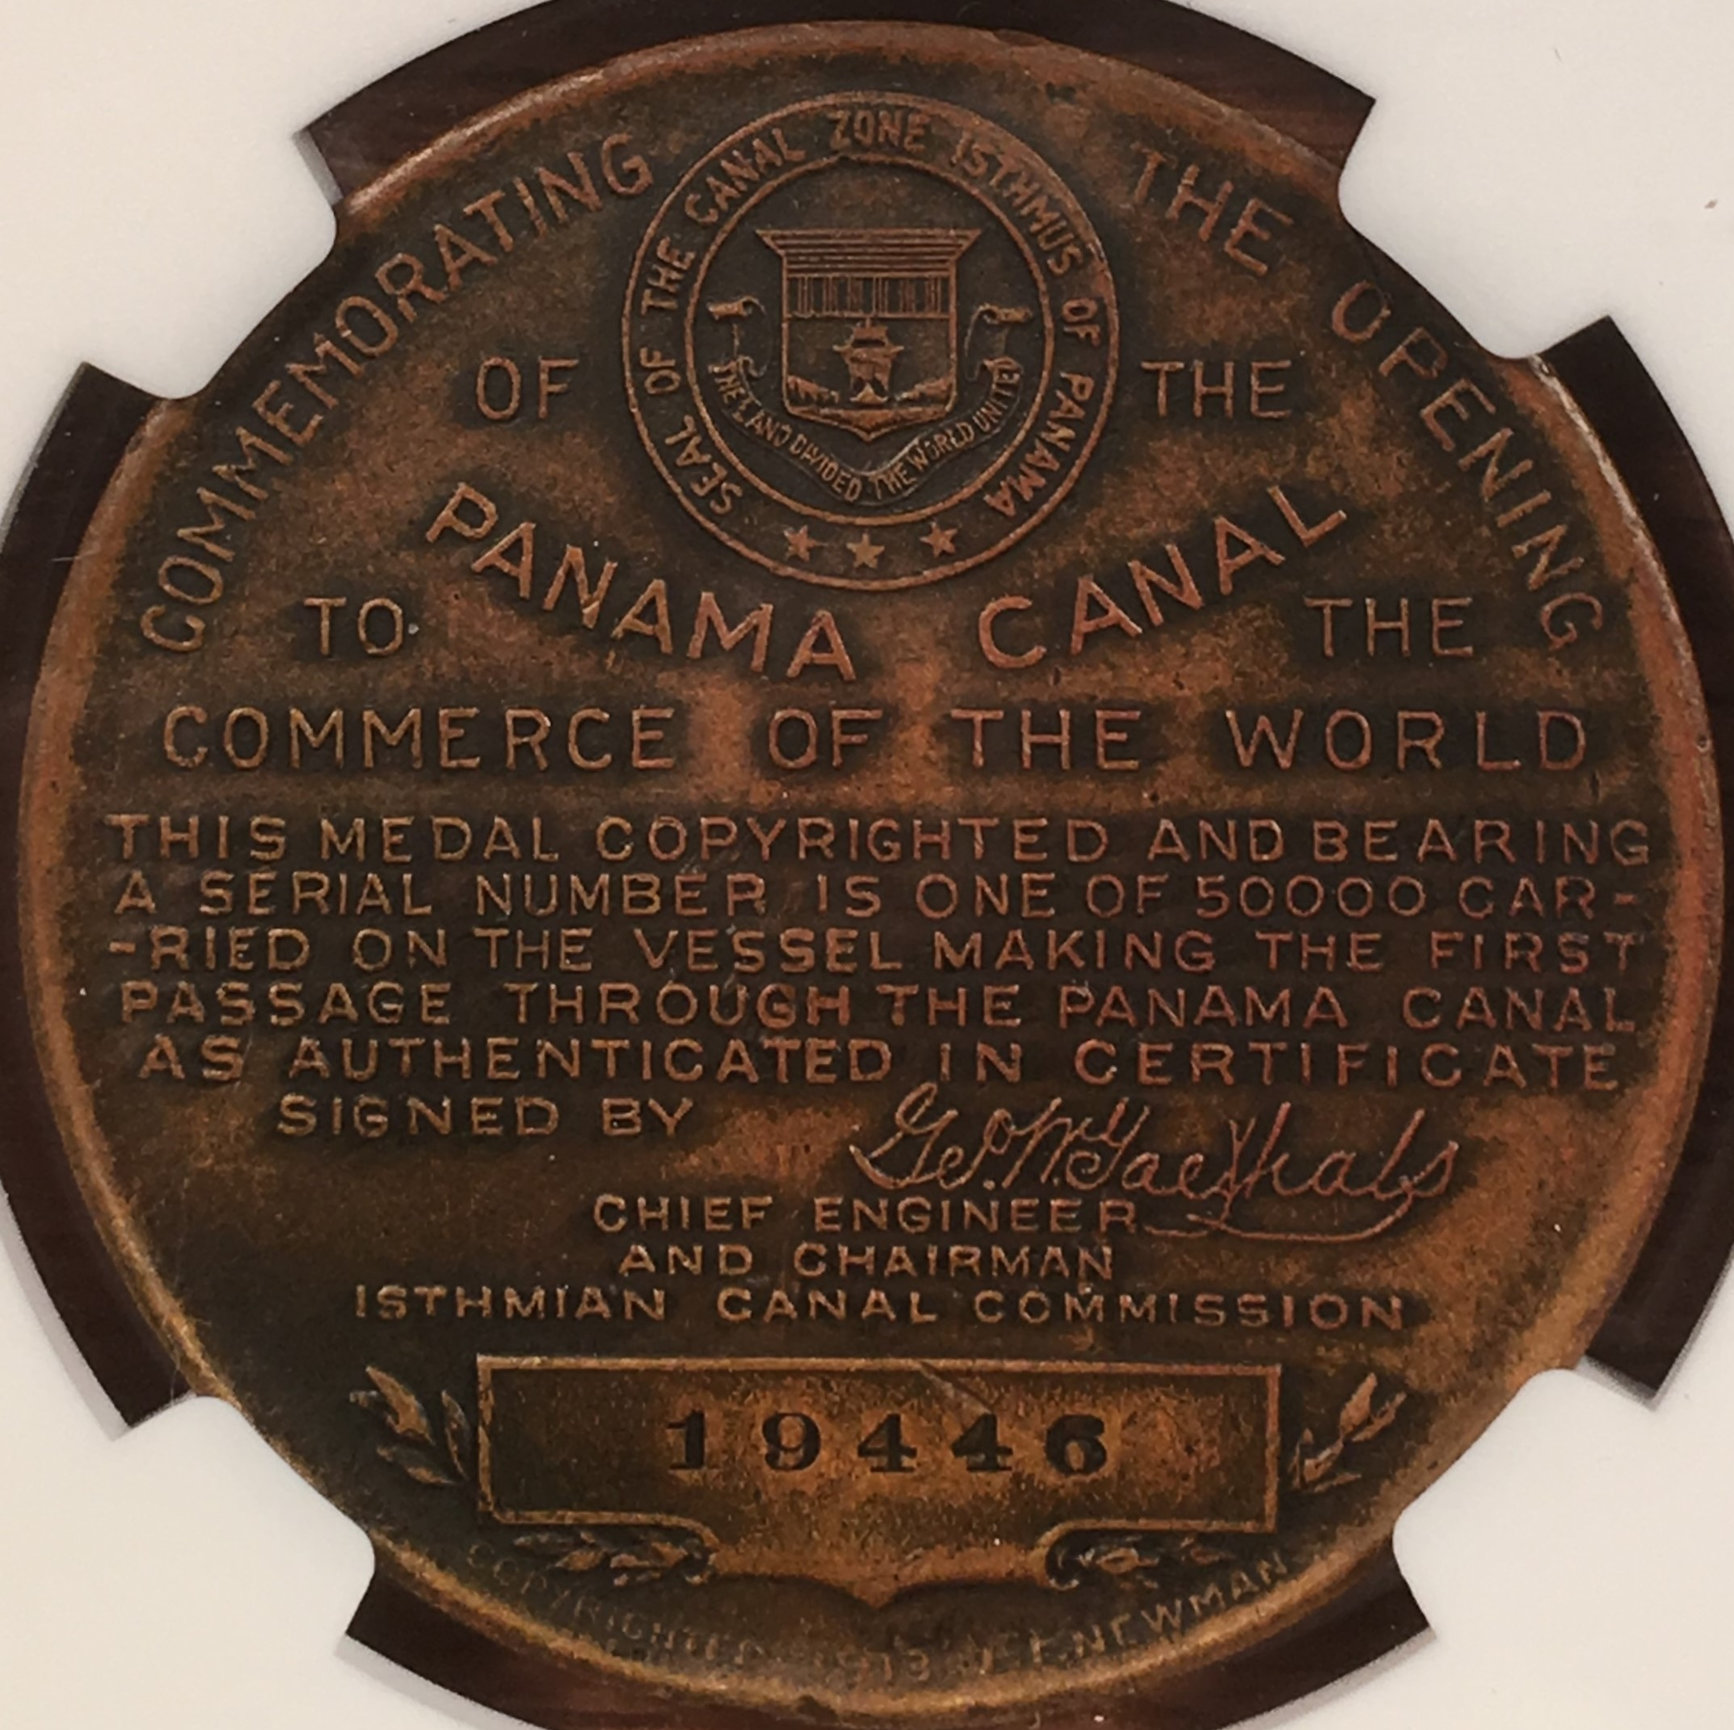 COMMEMORATING THE OPENING
SEAL OF THE CANAL ZONE ISTHMUS OF PANAMA
THE LAND DIVIDED THE WORLD UNITED
OF THE
PANAMA CANAL
TO THE
COMMERCE OF THE WORLD
THIS MEDAL COPYRIGHTED AND BEARING
A SERIAL NUMBER IS ONE OF 50000 CAR-
-RIED ON THE VESSEL MAKING THE FIRST
PASSAGE THROUGH THE PANAMA CANAL
AS AUTHENTICATED IN CERTIFICATE
SIGNED BY Geo. W. Goethals
CHIEF ENGINEER
AND CHAIRMAN
ISTHMIAN CANAL COMMISSION
19446
COPYRIGHTED 1913 NEWMAN